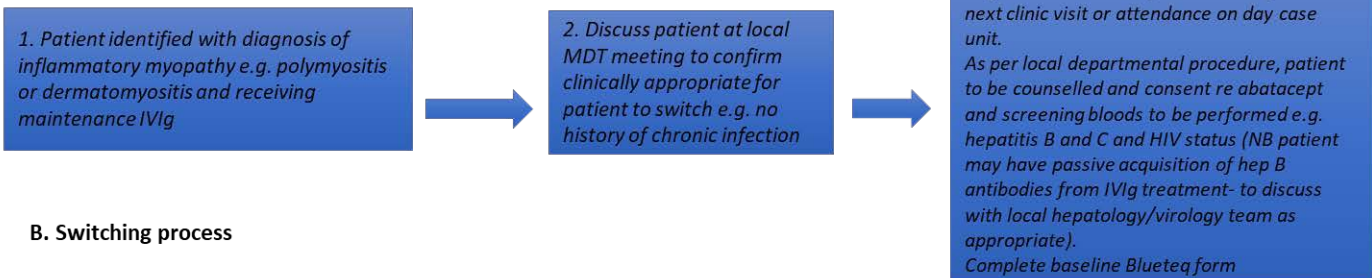 1. Patient identified with diagnosis of
inflammatory myopathy e.g. polymyositis
or dermatomyositis and receiving
maintenance IVIg
2. Discuss patient at local
MDT meeting to confirm
clinically appropriate for
patient to switch e.g. no
history of chronic infection
next clinic visit or attendance on day case
unit.
As per local departmental procedure, patient
to be counselled and consent re abatacept
and screening bloods to be performed e.g.
hepatitis B and C and HIV status (NB patient
may have passive acquisition of hep B
antibodies from IVIg treatment- to discuss
with local hepatology/virology team as
appropriate).
Complete baseline Blueteq form
B. Switching process